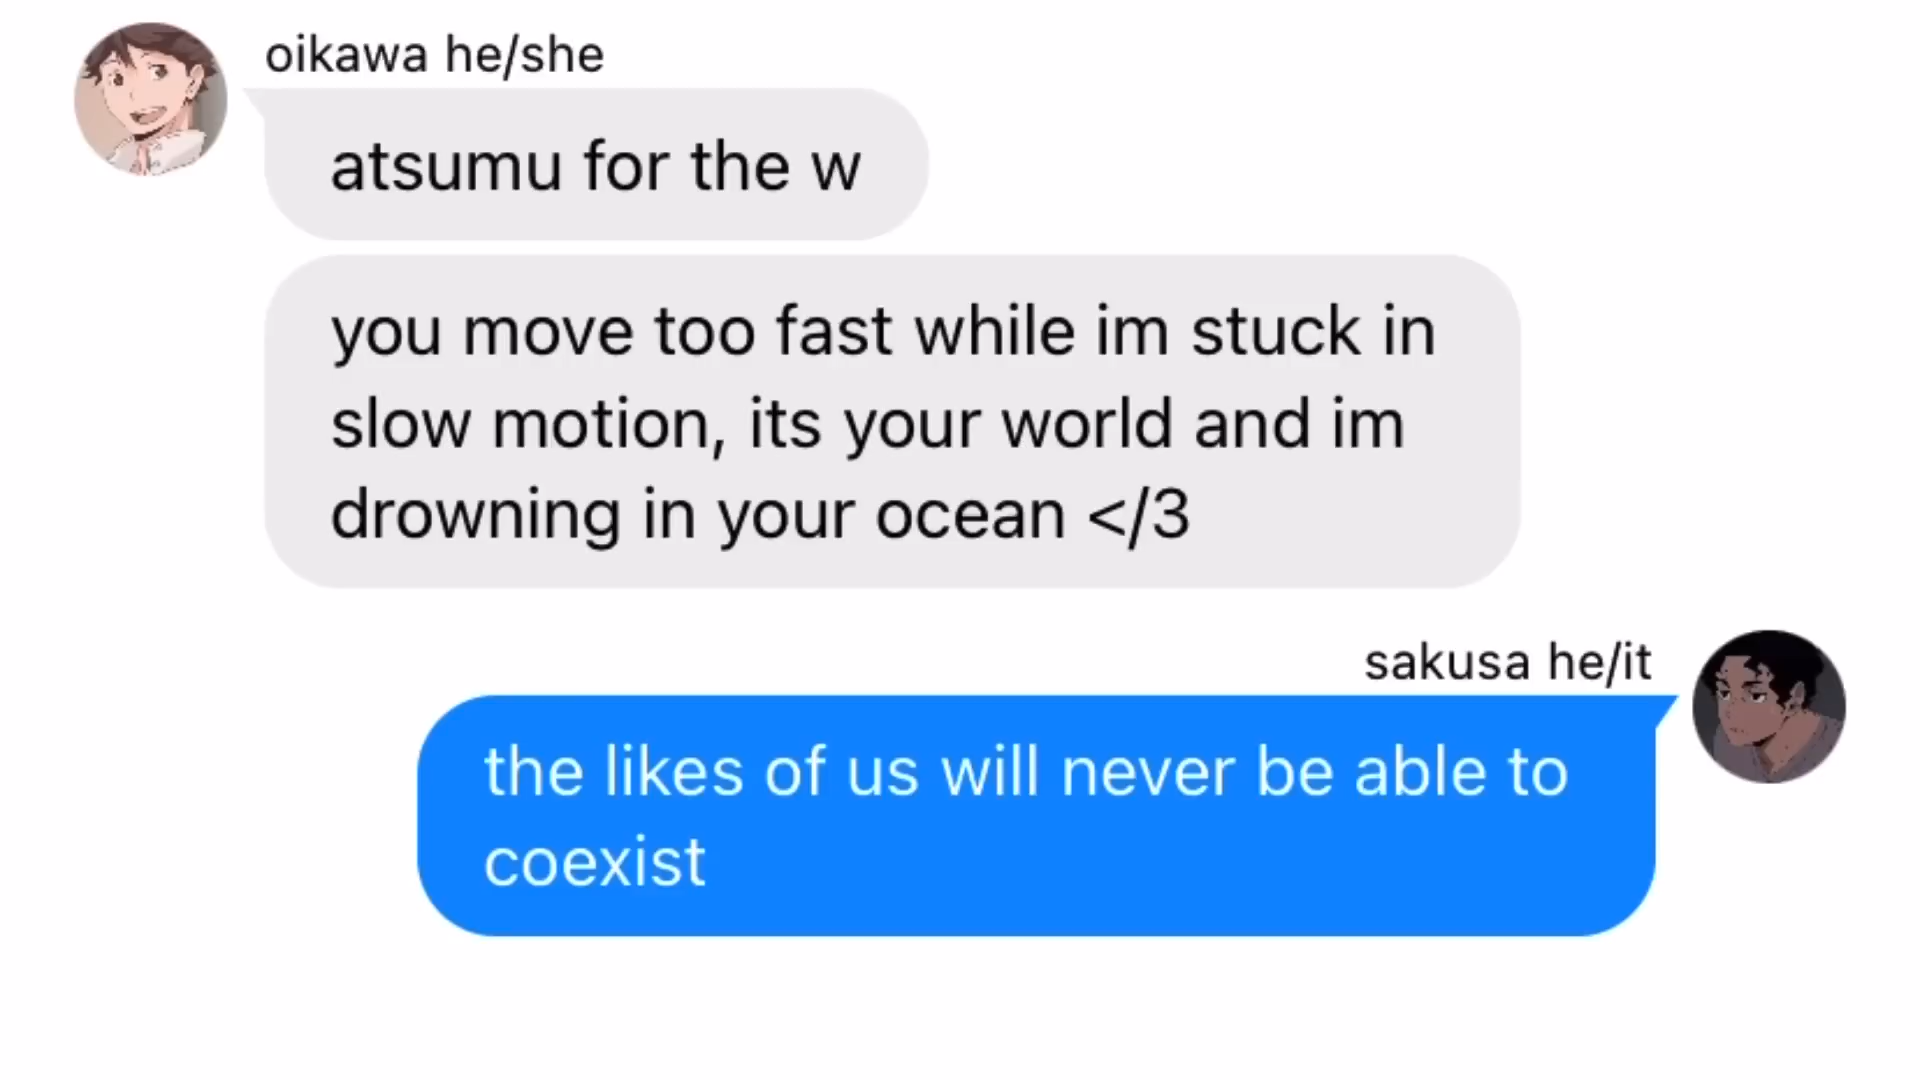 oikawa he/she
atsumu for the w
you move too fast while im stuck in
slow motion, its your world and im
drowning in your ocean </3
sakusa he/it
the likes of us will never be able to
coexist